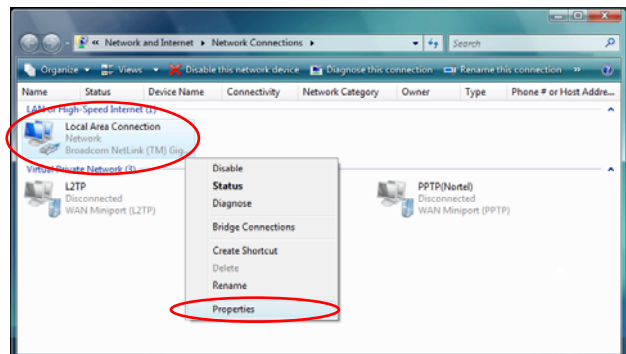 « Network and Internet ▸ Network Connections ▸ Search
Organize Views Disable this network device Diagnose this connection Rename this connection »
Name Status Device Name Connectivity Network Category Owner Type Phone # or Host Addre...
LAN or High-Speed Internet (1)
Local Area Connection
Network
Broadcom NetLink (TM) Gig...
Virtual Private Network (3)
L2TP
Disconnected
WAN Miniport (L2TP)
PPTP(Nortel)
Disconnected
WAN Miniport (PPTP)
Disable
Status
Diagnose
Bridge Connections
Create Shortcut
Delete
Rename
Properties